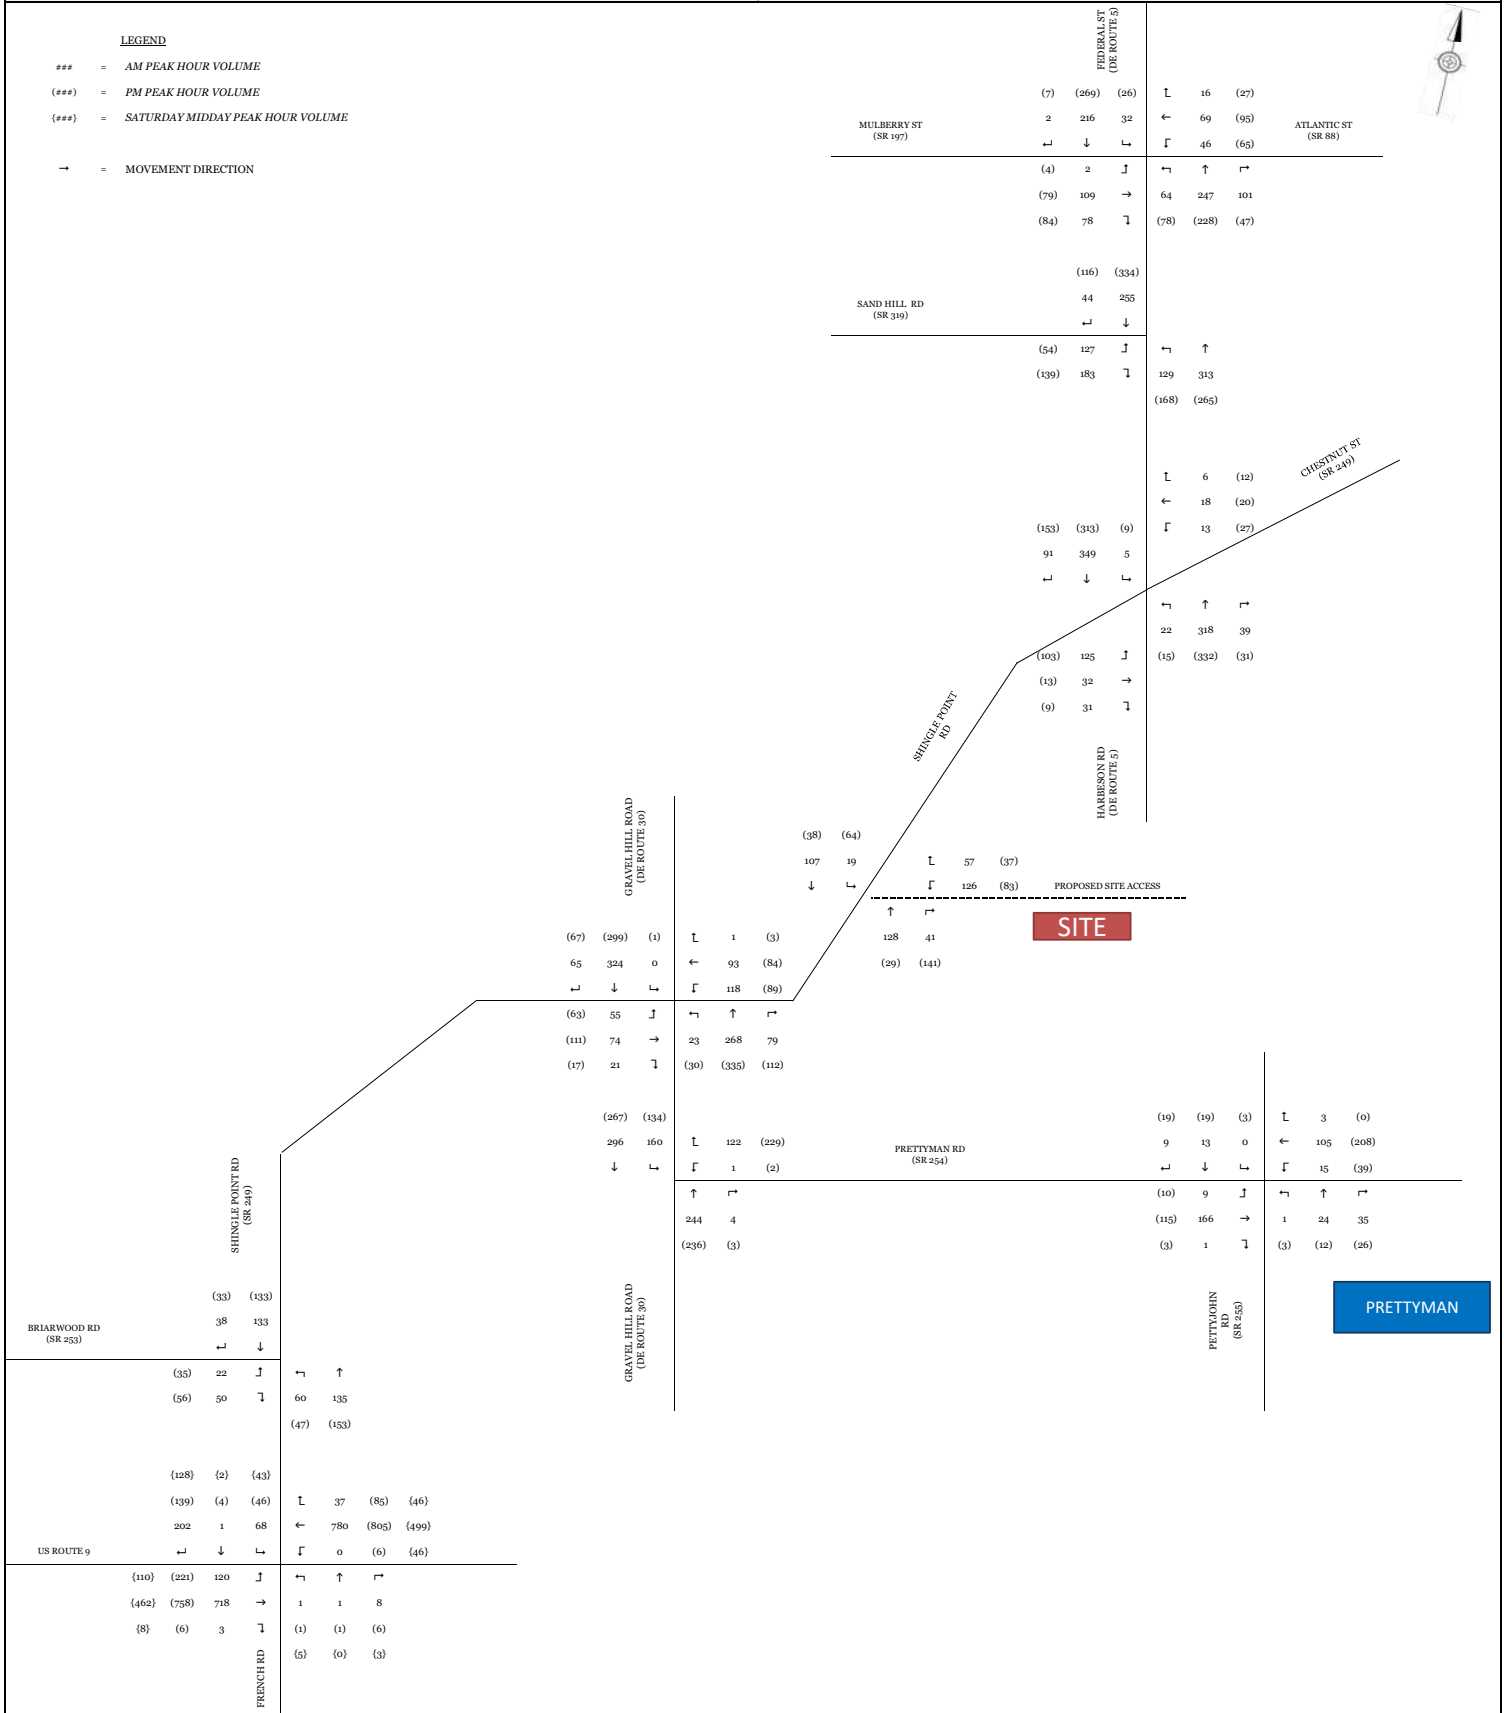 LEGEND
### = AM PEAK HOUR VOLUME
(###) = PM PEAK HOUR VOLUME
{###} = SATURDAY MIDDAY PEAK HOUR VOLUME
→ = MOVEMENT DIRECTION
FEDERAL ST
(DE ROUTE 5)
(7) (269) (26) ↑ 16 (27)
MULBERRY ST
(SR 197)
2 216 32 ← 69 (95)
ATLANTIC ST
(SR 88)
↵ ↓ ↳ ↓ 46 (65)
(4) 2 ↑ ↰ ↑ ↱
(79) 109 → 64 247 101
(84) 78 ↴ (78) (228) (47)
(116) (334)
SAND HILL RD
(SR 319)
44 255
↵ ↓
(54) 127 ↑ ↰ ↑
(139) 183 ↴ 129 313
(168) (265)
CHESTNUT ST
(SR 249)
↑ 6 (12)
← 18 (20)
(153) (313) (9) ↓ 13 (27)
91 349 5
↵ ↓ ↳
↰ ↑ ↱
22 318 39
(103) 125 ↑ (15) (332) (31)
(13) 32 →
(9) 31 ↴
SHINGLE POINT
RD
HARBESON RD
(DE ROUTE 5)
GRAVEL HILL ROAD
(DE ROUTE 30)
(38) (64)
107 19 ↑ 57 (37)
↓ ↳ ↓ 126 (83) PROPOSED SITE ACCESS
↑ ↱
SITE
128 41
(29) (141)
(67) (299) (1) ↑ 1 (3)
65 324 0 ← 93 (84)
↵ ↓ ↳ ↓ 118 (89)
(63) 55 ↑ ↰ ↑ ↱
(111) 74 → 23 268 79
(17) 21 ↴ (30) (335) (112)
(267) (134)
296 160 ↑ 122 (229)
↓ ↳ ↓ 1 (2)
PRETTYMAN RD
(SR 254)
↑ ↱
244 4
(236) (3)
(19) (19) (3) ↑ 3 (0)
9 13 0 ← 105 (208)
↵ ↓ ↳ ↓ 15 (39)
(10) 9 ↑ ↰ ↑ ↱
(115) 166 → 1 24 35
(3) 1 ↴ (3) (12) (26)
SHINGLE POINT RD
(SR 249)
GRAVEL HILL ROAD
(DE ROUTE 30)
PETTYJOHN
RD
(SR 255)
PRETTYMAN
(33) (133)
BRIARWOOD RD
(SR 253)
38 133
↵ ↓
(35) 22 ↑ ↰ ↑
(56) 50 ↴ 60 135
(47) (153)
{128} {2} {43}
(139) (4) (46) ↑ 37 (85) {46}
202 1 68 ← 780 (805) {499}
US ROUTE 9 ↵ ↓ ↳ ↓ 0 (6) {46}
{110} (221) 120 ↑ ↰ ↑ ↱
{462} (758) 718 → 1 1 8
{8} (6) 3 ↴ (1) (1) (6)
{5} {0} {3}
FRENCH RD